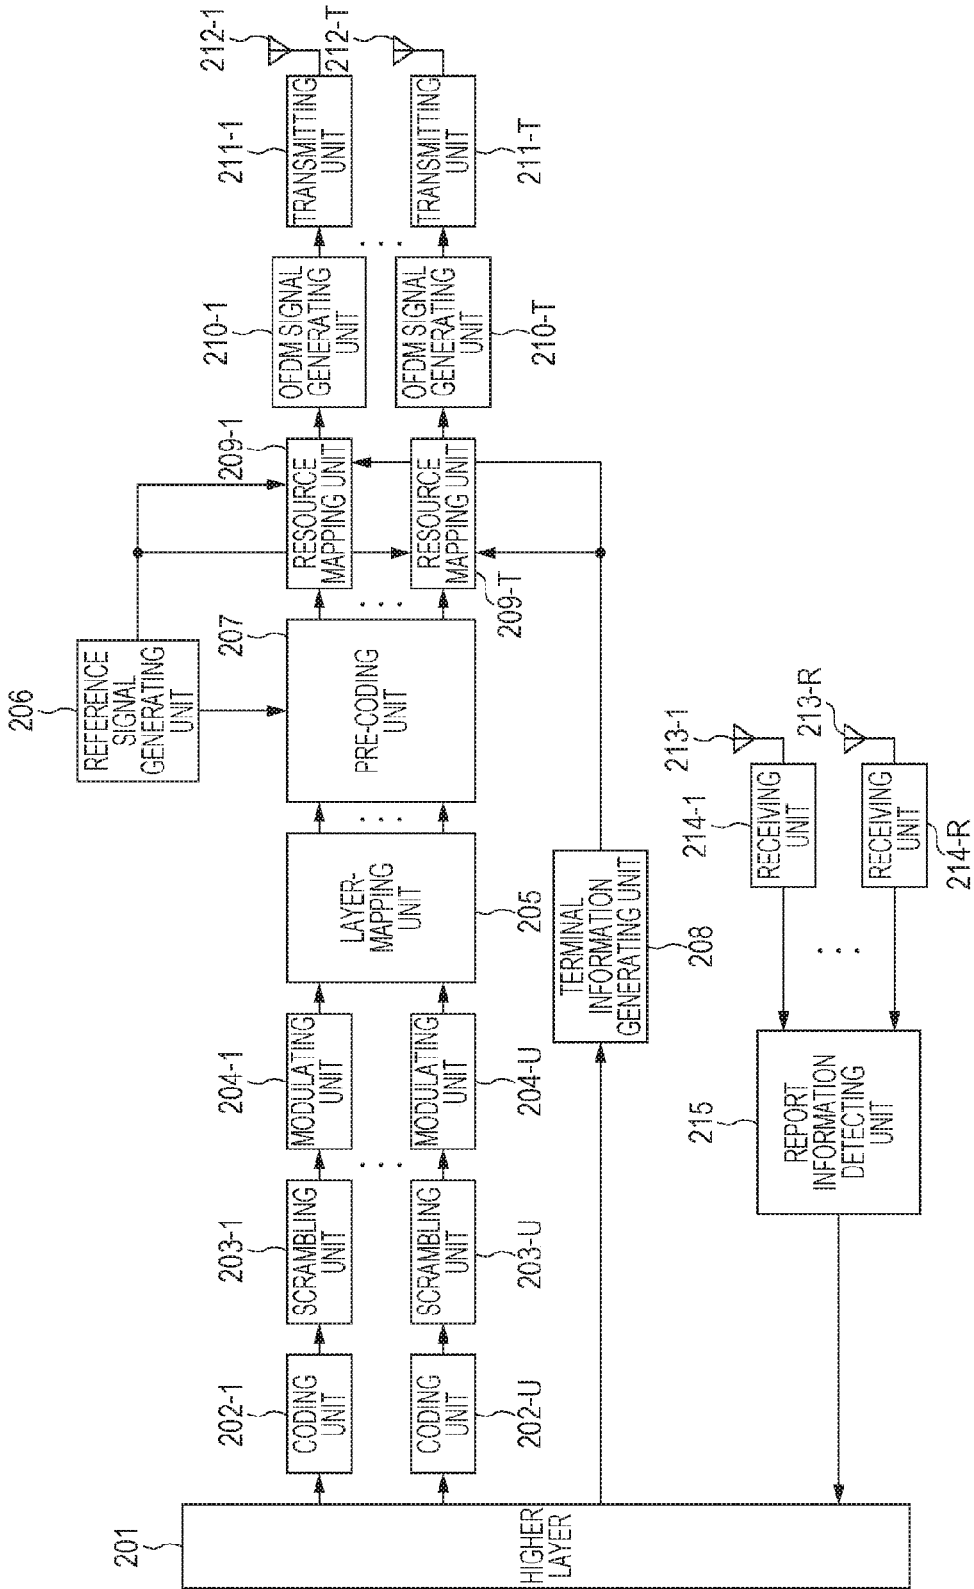 201
HIGHER
LAYER
202-1
CODING
UNIT
202-U
CODING
UNIT
203-1
SCRAMBLING
UNIT
203-U
SCRAMBLING
UNIT
204-1
MODULATING
UNIT
204-U
MODULATING
UNIT
LAYER-
MAPPING
UNIT
205
206
REFERENCE
SIGNAL
GENERATING
UNIT
207
PRE-CODING
UNIT
TERMINAL
INFORMATION
GENERATING UNIT
208
209-1
RESOURCE
MAPPING UNIT
RESOURCE
MAPPING UNIT
209-T
210-1
OFDM SIGNAL
GENERATING
UNIT
OFDM SIGNAL
GENERATING
UNIT
210-T
211-1
TRANSMITTING
UNIT
TRANSMITTING
UNIT
211-T
212-1
212-T
215
REPORT
INFORMATION
DETECTING
UNIT
214-1
RECEIVING
UNIT
213-1
RECEIVING
UNIT
214-R
213-R